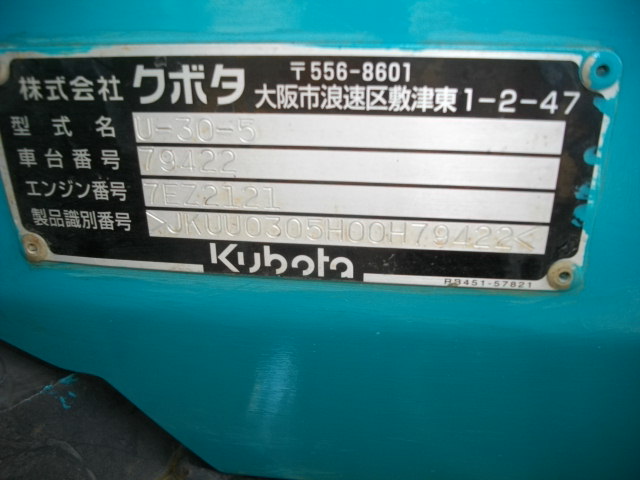 株式会社 クボタ 〒556-8601
大阪市浪速区敷津東1-2-47
型式名 U-30-5
車台番号 79422
エンジン番号 7EZ2121
製品識別番号 >JKUU0305H00H79422<
Kubota
RB451-57821